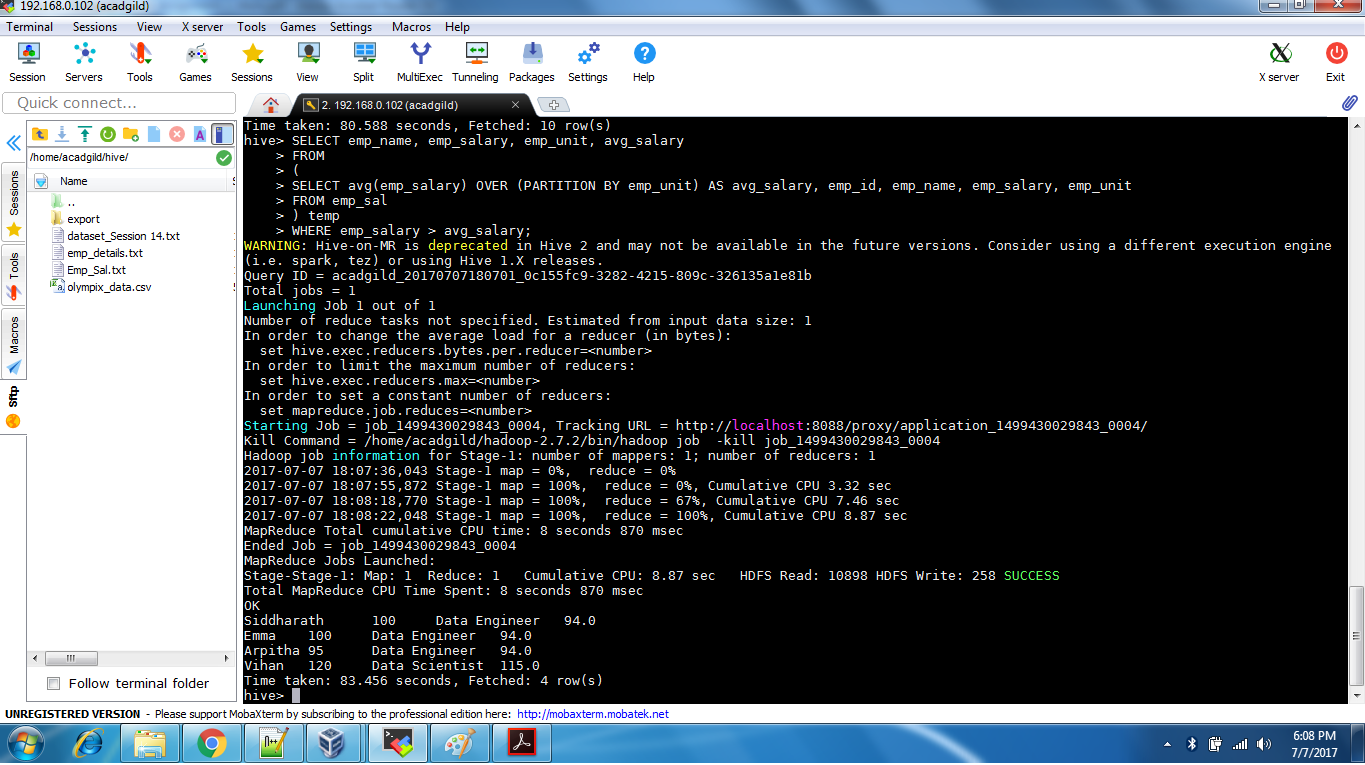 192.168.0.102 (acadgild)
Terminal Sessions View X server Tools Games Settings Macros Help
Session Servers Tools Games Sessions View Split MultiExec Tunneling Packages Settings Help X server Exit
Quick connect...
2. 192.168.0.102 (acadgild)
/home/acadgild/hive/
Name
..
export
dataset_Session 14.txt
emp_details.txt
Emp_Sal.txt
olympix_data.csv
Sessions
Tools
Macros
Sftp
Follow terminal folder
Time taken: 80.588 seconds, Fetched: 10 row(s)
hive> SELECT emp_name, emp_salary, emp_unit, avg_salary
    > FROM
    > (
    > SELECT avg(emp_salary) OVER (PARTITION BY emp_unit) AS avg_salary, emp_id, emp_name, emp_salary, emp_unit
    > FROM emp_sal
    > ) temp
    > WHERE emp_salary > avg_salary;
WARNING: Hive-on-MR is deprecated in Hive 2 and may not be available in the future versions. Consider using a different execution engine
(i.e. spark, tez) or using Hive 1.X releases.
Query ID = acadgild_20170707180701_0c155fc9-3282-4215-809c-326135a1e81b
Total jobs = 1
Launching Job 1 out of 1
Number of reduce tasks not specified. Estimated from input data size: 1
In order to change the average load for a reducer (in bytes):
  set hive.exec.reducers.bytes.per.reducer=<number>
In order to limit the maximum number of reducers:
  set hive.exec.reducers.max=<number>
In order to set a constant number of reducers:
  set mapreduce.job.reduces=<number>
Starting Job = job_1499430029843_0004, Tracking URL = http://localhost:8088/proxy/application_1499430029843_0004/
Kill Command = /home/acadgild/hadoop-2.7.2/bin/hadoop job  -kill job_1499430029843_0004
Hadoop job information for Stage-1: number of mappers: 1; number of reducers: 1
2017-07-07 18:07:36,043 Stage-1 map = 0%,  reduce = 0%
2017-07-07 18:07:55,872 Stage-1 map = 100%,  reduce = 0%, Cumulative CPU 3.32 sec
2017-07-07 18:08:18,770 Stage-1 map = 100%,  reduce = 67%, Cumulative CPU 7.46 sec
2017-07-07 18:08:22,048 Stage-1 map = 100%,  reduce = 100%, Cumulative CPU 8.87 sec
MapReduce Total cumulative CPU time: 8 seconds 870 msec
Ended Job = job_1499430029843_0004
MapReduce Jobs Launched:
Stage-Stage-1: Map: 1  Reduce: 1   Cumulative CPU: 8.87 sec   HDFS Read: 10898 HDFS Write: 258 SUCCESS
Total MapReduce CPU Time Spent: 8 seconds 870 msec
OK
Siddharath      100     Data Engineer   94.0
Emma    100     Data Engineer   94.0
Arpitha 95      Data Engineer   94.0
Vihan   120     Data Scientist  115.0
Time taken: 83.456 seconds, Fetched: 4 row(s)
hive>
UNREGISTERED VERSION - Please support MobaXterm by subscribing to the professional edition here: http://mobaxterm.mobatek.net
6:08 PM
7/7/2017